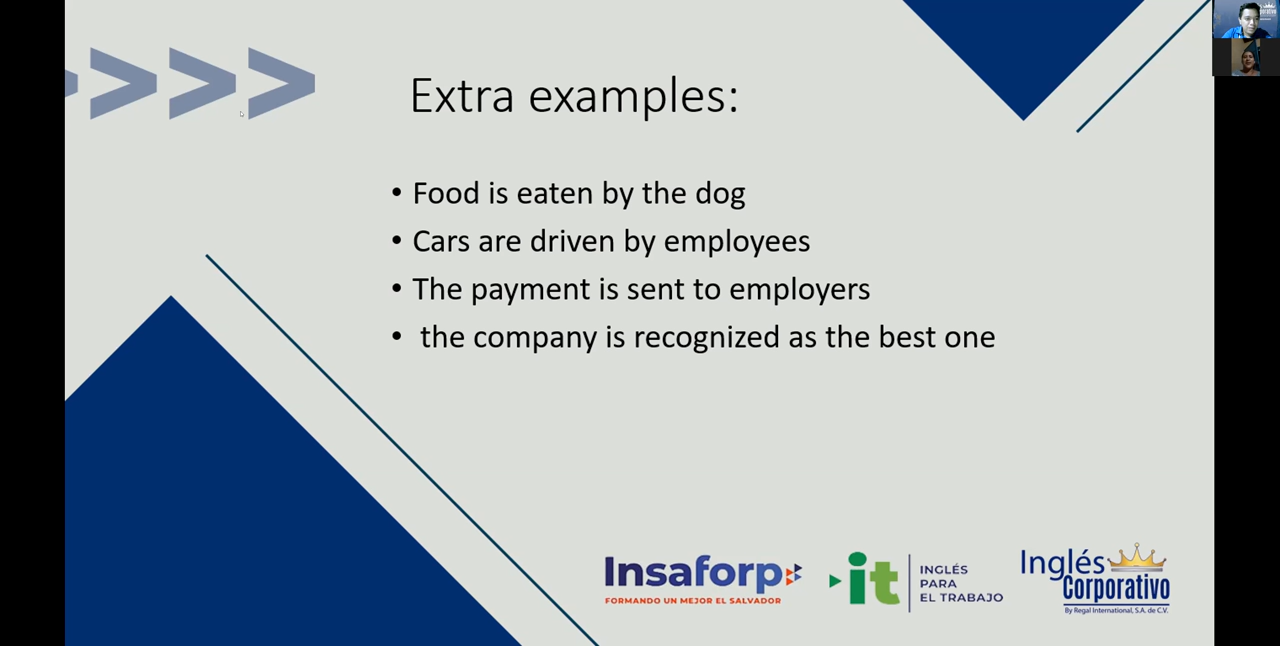 Extra examples:
• Food is eaten by the dog
• Cars are driven by employees
• The payment is sent to employers
• the company is recognized as the best one
Insaforp
FORMANDO UN MEJOR EL SALVADOR
it
INGLÉS
PARA
EL TRABAJO
Inglés
Corporativo
By Regal International, S.A. de C.V.